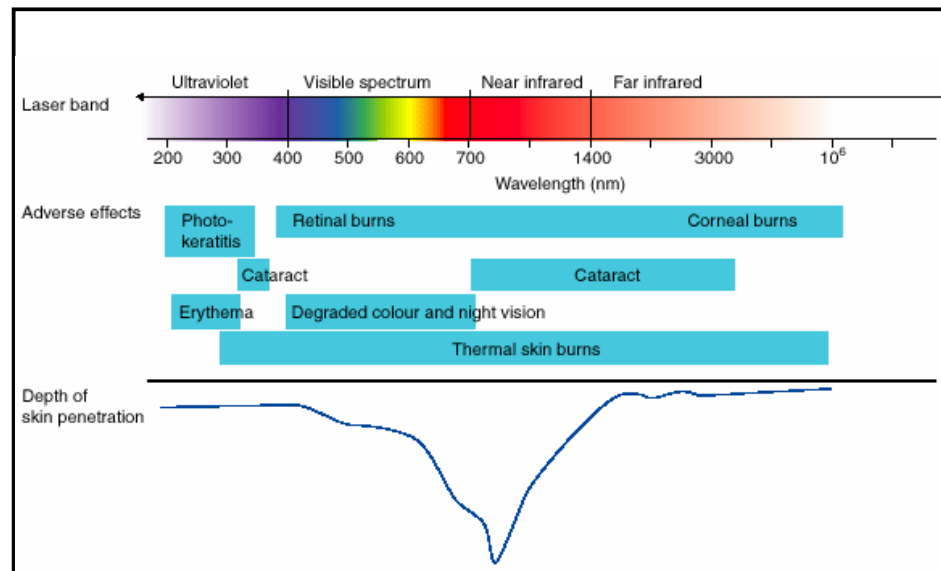 Ultraviolet Visible spectrum Near infrared Far infrared
Laser band
200 300 400 500 600 700 1400 3000 10⁶
Wavelength (nm)
Adverse effects
Photo-
keratitis
Retinal burns Corneal burns
Cataract Cataract
Erythema Degraded colour and night vision
Thermal skin burns
Depth of
skin penetration